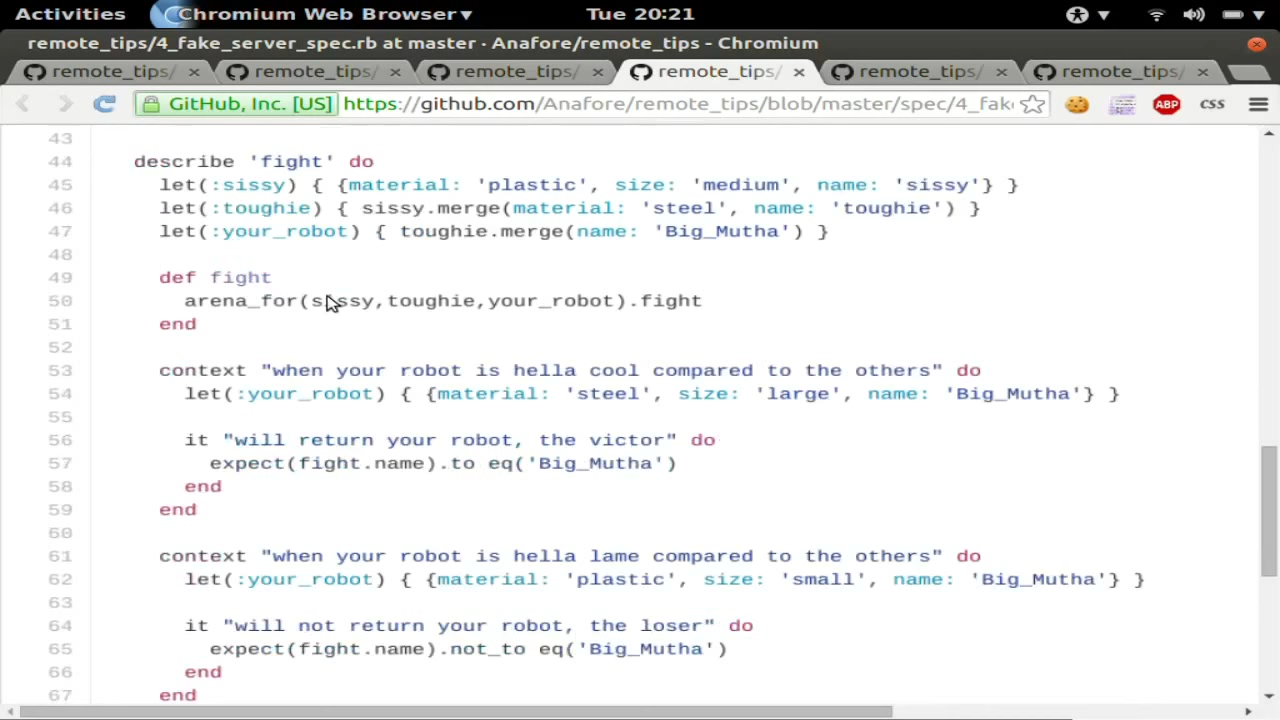 Activities Chromium Web Browser▾ Tue 20:21
remote_tips/4_fake_server_spec.rb at master · Anafore/remote_tips - Chromium
remote_tips/ × remote_tips/ × remote_tips/ × remote_tips/ × remote_tips/ × remote_tips/ ×
GitHub, Inc. [US] https://github.com/Anafore/remote_tips/blob/master/spec/4_fak ABP CSS
43
44 describe 'fight' do
45 let(:sissy) { {material: 'plastic', size: 'medium', name: 'sissy'} }
46 let(:toughie) { sissy.merge(material: 'steel', name: 'toughie') }
47 let(:your_robot) { toughie.merge(name: 'Big_Mutha') }
48
49 def fight
50 arena_for(sissy,toughie,your_robot).fight
51 end
52
53 context "when your robot is hella cool compared to the others" do
54 let(:your_robot) { {material: 'steel', size: 'large', name: 'Big_Mutha'} }
55
56 it "will return your robot, the victor" do
57 expect(fight.name).to eq('Big_Mutha')
58 end
59 end
60
61 context "when your robot is hella lame compared to the others" do
62 let(:your_robot) { {material: 'plastic', size: 'small', name: 'Big_Mutha'} }
63
64 it "will not return your robot, the loser" do
65 expect(fight.name).not_to eq('Big_Mutha')
66 end
67 end